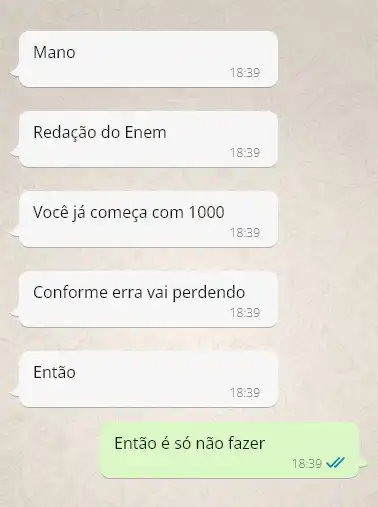 Mano
18:39
Redação do Enem
18:39
Você já começa com 1000
18:39
Conforme erra vai perdendo
18:39
Então
18:39
Então é só não fazer
18:39